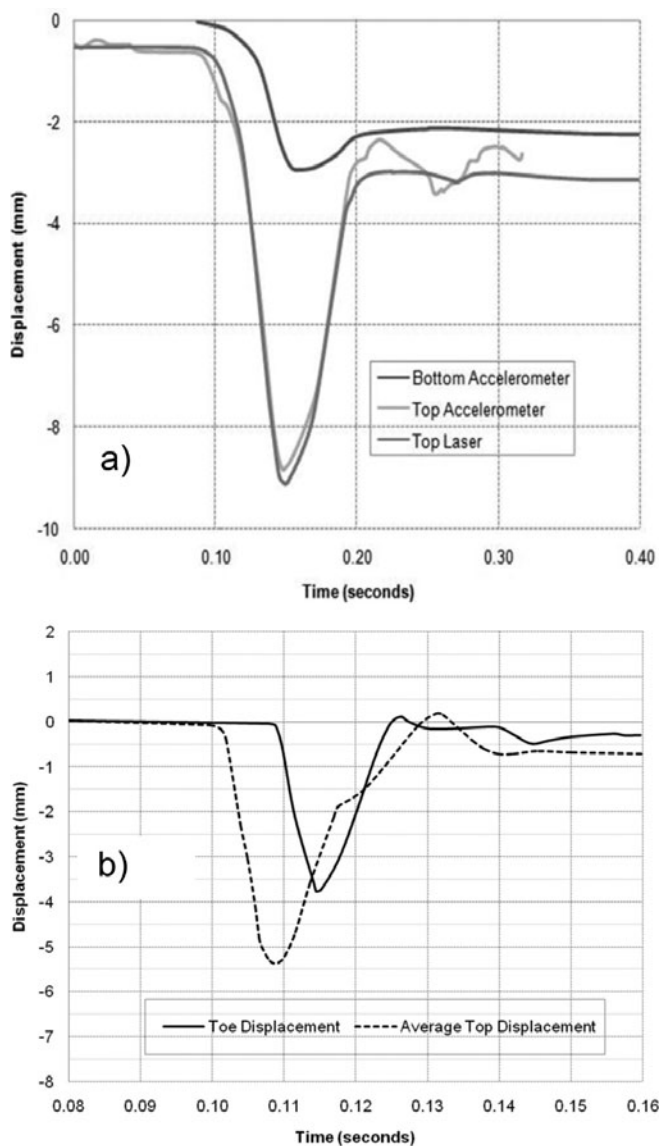 0
-2
-4
-6
-8
-10
Displacement (mm)
Bottom Accelerometer
Top Accelerometer
Top Laser
a)
0.00 0.10 0.20 0.30 0.40
Time (seconds)
2
1
0
-1
-2
-3
-4
-5
-6
-7
-8
Displacement (mm)
b)
Toe Displacement Average Top Displacement
0.08 0.09 0.10 0.11 0.12 0.13 0.14 0.15 0.16
Time (seconds)